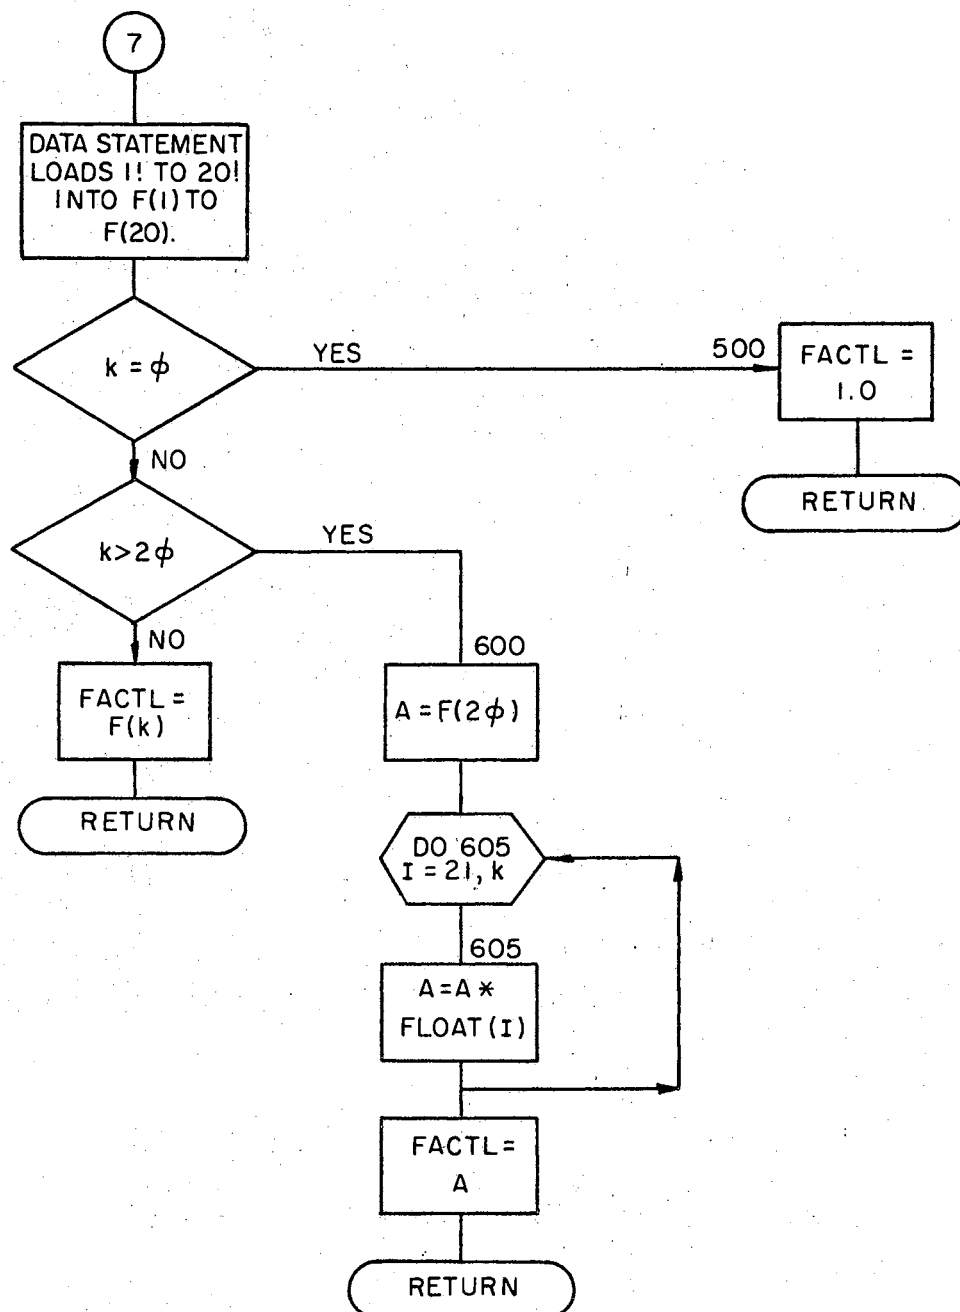 7
DATA STATEMENT
LOADS 1! TO 20!
INTO F(1) TO
F(20).
k = ϕ
YES
500
FACTL =
1.0
RETURN
NO
k>2ϕ
YES
NO
FACTL =
F(k)
RETURN
600
A=F(2ϕ)
DO 605
I = 21, k
605
A=A*
FLOAT(I)
FACTL=
A
RETURN